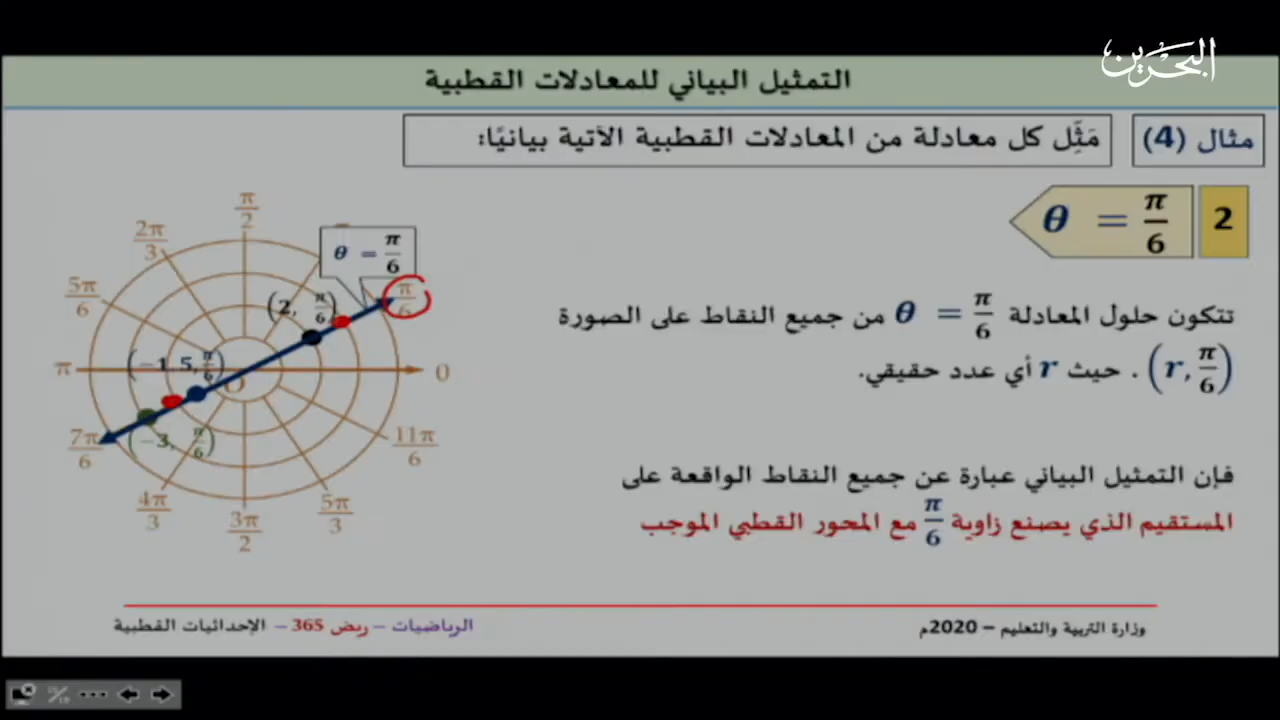 البحرين
التمثيل البياني للمعادلات القطبية
مثال (4)
مَثِّل كل معادلة من المعادلات القطبية الآتية بيانيًا:
2
θ = π/6
تتكون حلول المعادلة θ = π/6 من جميع النقاط على الصورة
(r, π/6) . حيث r أي عدد حقيقي.
فإن التمثيل البياني عبارة عن جميع النقاط الواقعة على
المستقيم الذي يصنع زاوية π/6 مع المحور القطبي الموجب
π/2
2π/3
θ = π/6
5π/6
π/6
(2, π/6)
(−1.5, π/6)
π
O
0
7π/6
(−3, π/6)
11π/6
4π/3
3π/2
5π/3
وزارة التربية والتعليم – 2020م
الرياضيات – ريض 365 – الإحداثيات القطبية